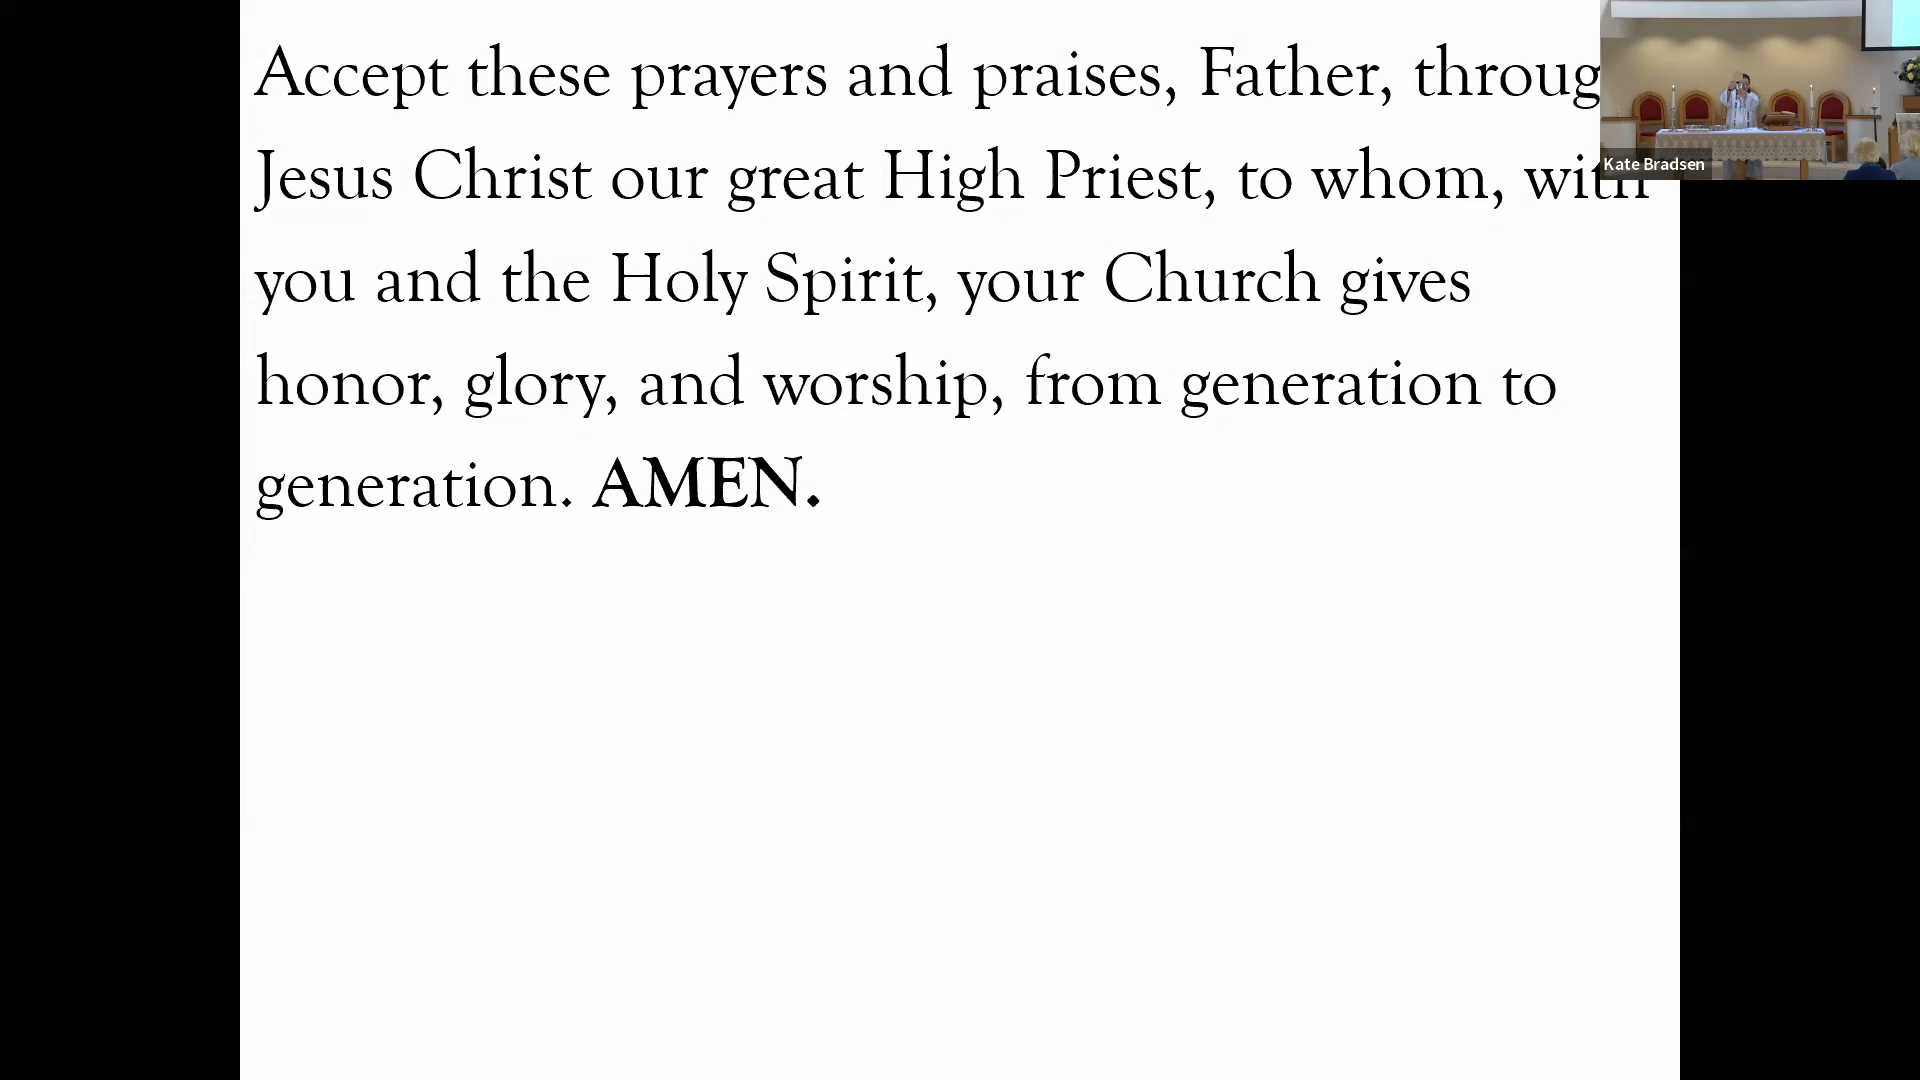 Accept these prayers and praises, Father, throug
Jesus Christ our great High Priest, to whom, with
you and the Holy Spirit, your Church gives
honor, glory, and worship, from generation to
generation. AMEN.
Kate Bradsen